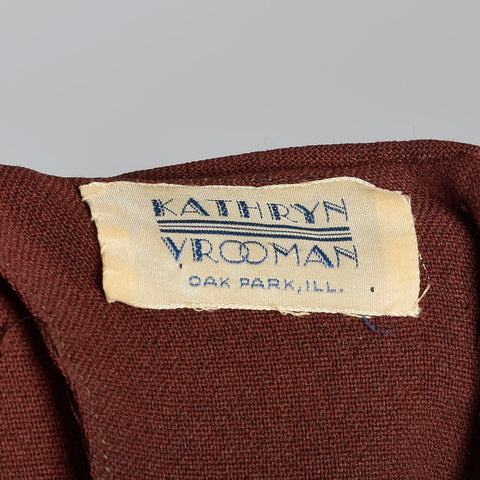 KATHRYN
VROOMAN
OAK PARK, ILL.